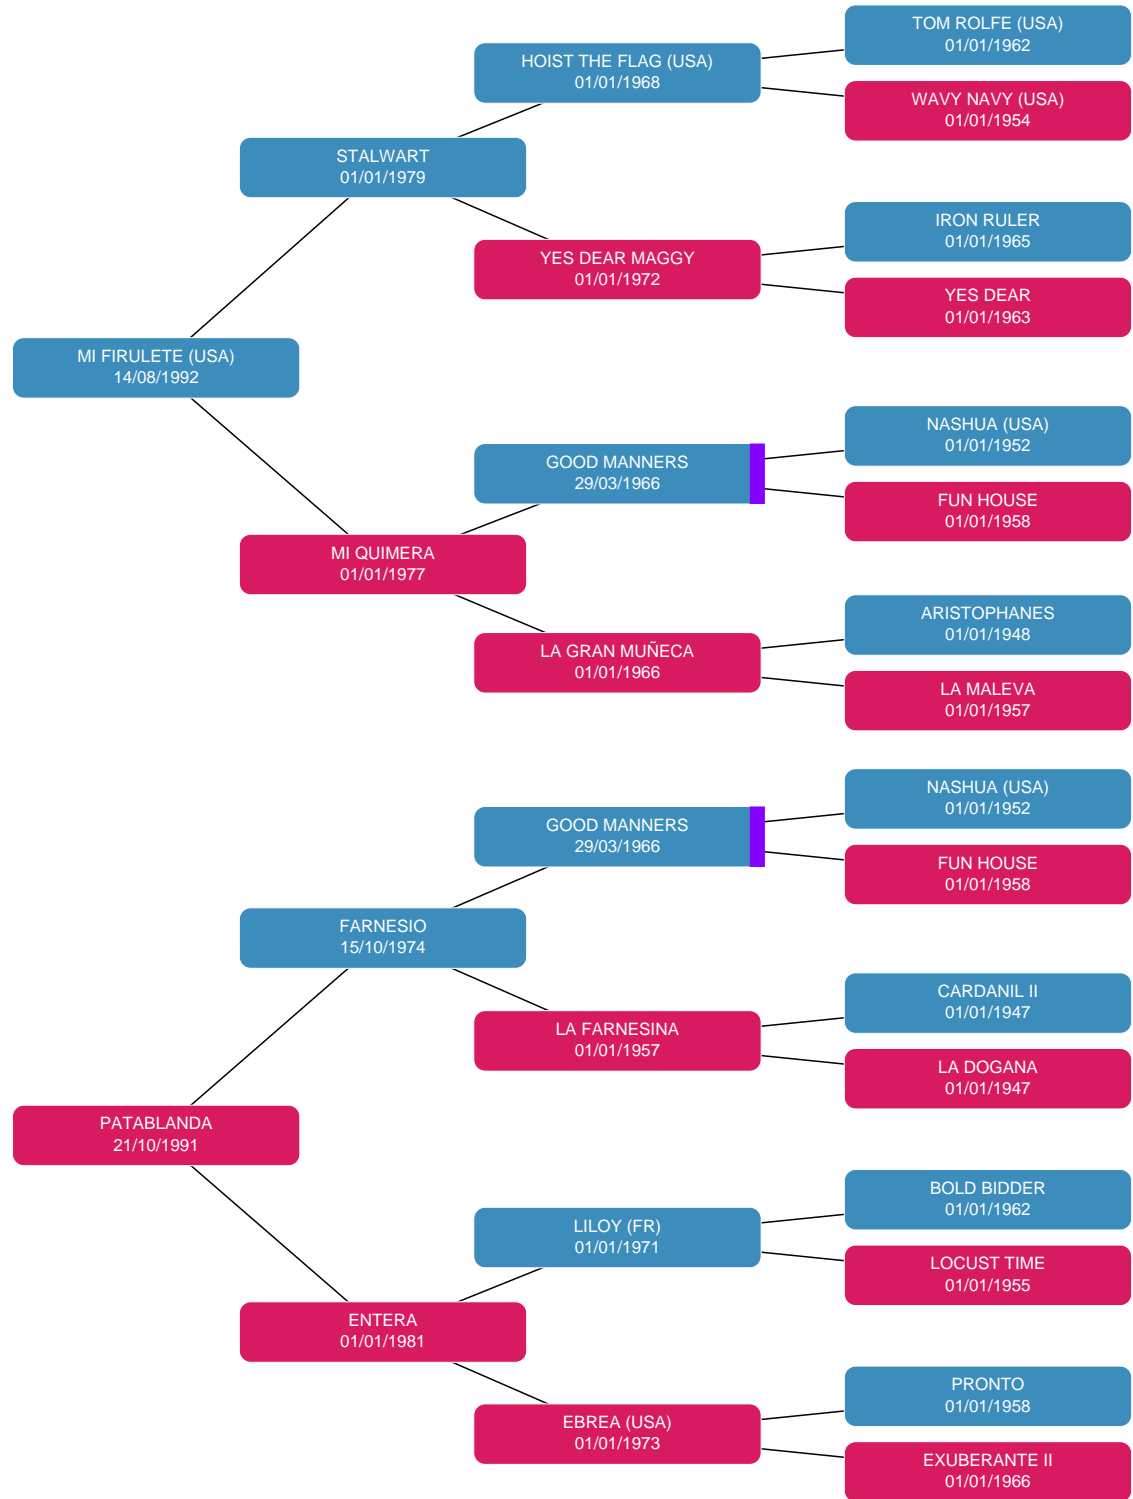 TOM ROLFE (USA)
01/01/1962
HOIST THE FLAG (USA)
01/01/1968
WAVY NAVY (USA)
01/01/1954
STALWART
01/01/1979
IRON RULER
01/01/1965
YES DEAR MAGGY
01/01/1972
YES DEAR
01/01/1963
MI FIRULETE (USA)
14/08/1992
NASHUA (USA)
01/01/1952
GOOD MANNERS
29/03/1966
FUN HOUSE
01/01/1958
MI QUIMERA
01/01/1977
ARISTOPHANES
01/01/1948
LA GRAN MUÑECA
01/01/1966
LA MALEVA
01/01/1957
NASHUA (USA)
01/01/1952
GOOD MANNERS
29/03/1966
FUN HOUSE
01/01/1958
FARNESIO
15/10/1974
CARDANIL II
01/01/1947
LA FARNESINA
01/01/1957
LA DOGANA
01/01/1947
PATABLANDA
21/10/1991
BOLD BIDDER
01/01/1962
LILOY (FR)
01/01/1971
LOCUST TIME
01/01/1955
ENTERA
01/01/1981
PRONTO
01/01/1958
EBREA (USA)
01/01/1973
EXUBERANTE II
01/01/1966